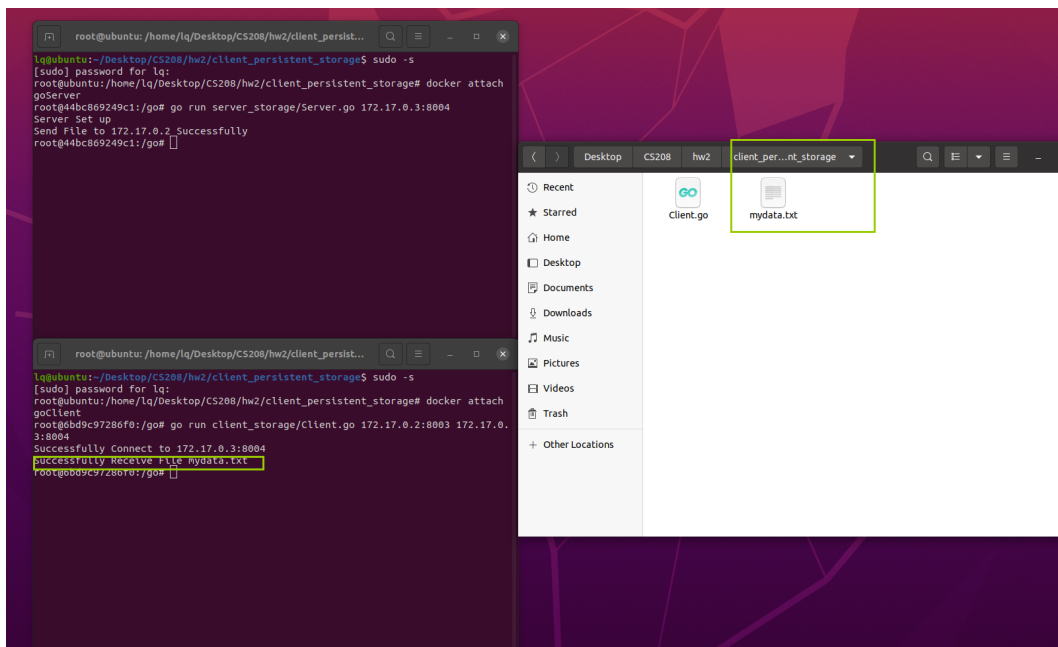 root@ubuntu: /home/lq/Desktop/CS208/hw2/client_persist...
lq@ubuntu:~/Desktop/CS208/hw2/client_persistent_storage$ sudo -s
[sudo] password for lq:
root@ubuntu:/home/lq/Desktop/CS208/hw2/client_persistent_storage# docker attach
goServer
root@44bc869249c1:/go# go run server_storage/Server.go 172.17.0.3:8004
Server Set up
Send File to 172.17.0.2 Successfully
root@44bc869249c1:/go#
root@ubuntu: /home/lq/Desktop/CS208/hw2/client_persist...
lq@ubuntu:~/Desktop/CS208/hw2/client_persistent_storage$ sudo -s
[sudo] password for lq:
root@ubuntu:/home/lq/Desktop/CS208/hw2/client_persistent_storage# docker attach
goClient
root@6bd9c97286f0:/go# go run client_storage/Client.go 172.17.0.2:8003 172.17.0.
3:8004
Successfully Connect to 172.17.0.3:8004
Successfully Receive File mydata.txt
root@6bd9c97286f0:/go#
Desktop CS208 hw2 client_per...nt_storage
Recent
Starred
Home
Desktop
Documents
Downloads
Music
Pictures
Videos
Trash
+ Other Locations
GO
Client.go
mydata.txt